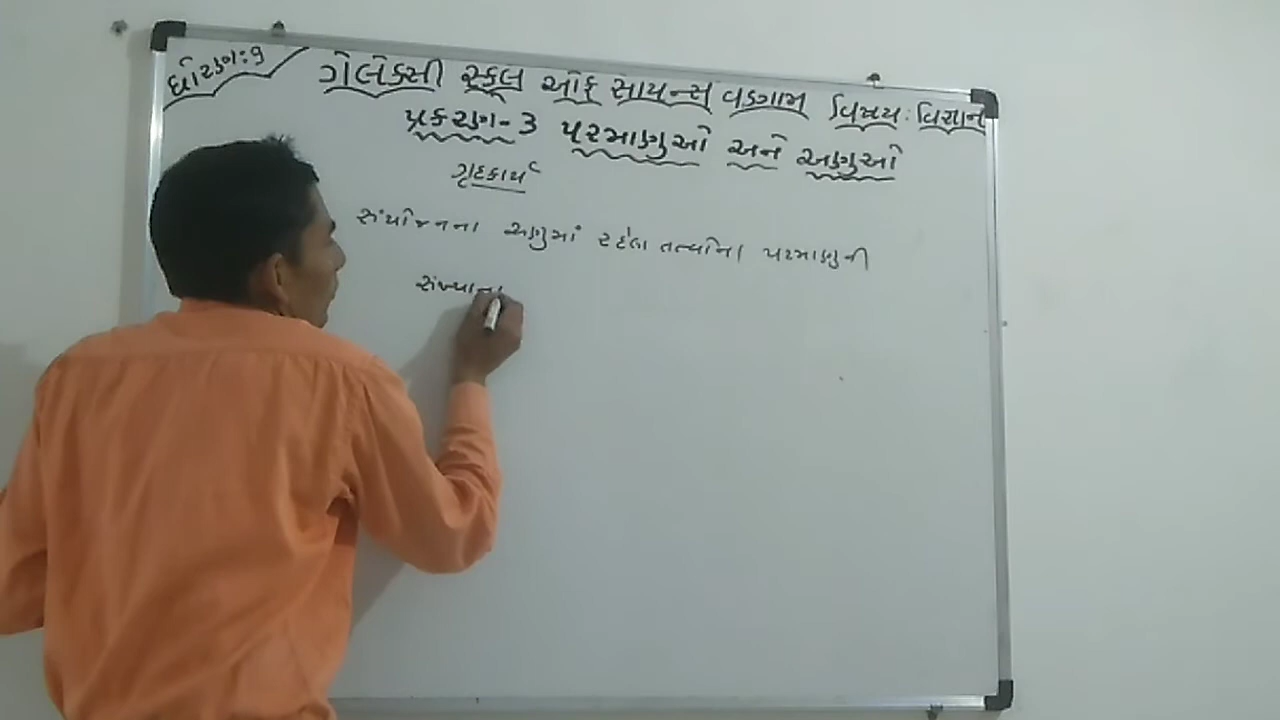 ધોરણ:9
ગેલેક્સી સ્કૂલ ઓફ સાયન્સ વડગામ વિષય: વિજ્ઞાન
પ્રકરણ-3 પરમાણુઓ અને અણુઓ
ગૃહકાર્ય
સંયોજનના અણુમાં રહેલા તત્વોના પરમાણુની
સંખ્યાના